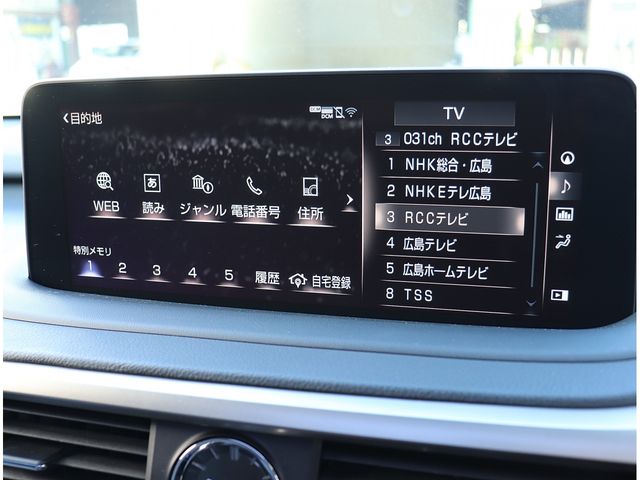 目的地
DCM
TV
3 031ch RCCテレビ
1 NHK総合・広島
2 NHKEテレ広島
3 RCCテレビ
4 広島テレビ
5 広島ホームテレビ
8 TSS
あ
WEB 読み ジャンル 電話番号 住所
特別メモリ
1 2 3 4 5 履歴 自宅登録